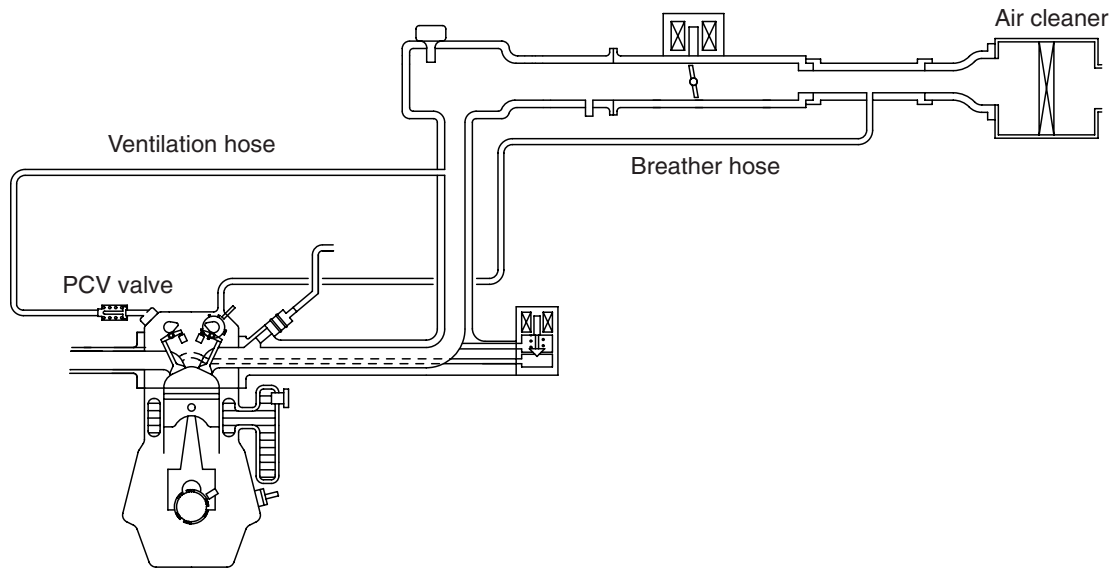 Air cleaner
Ventilation hose
Breather hose
PCV valve